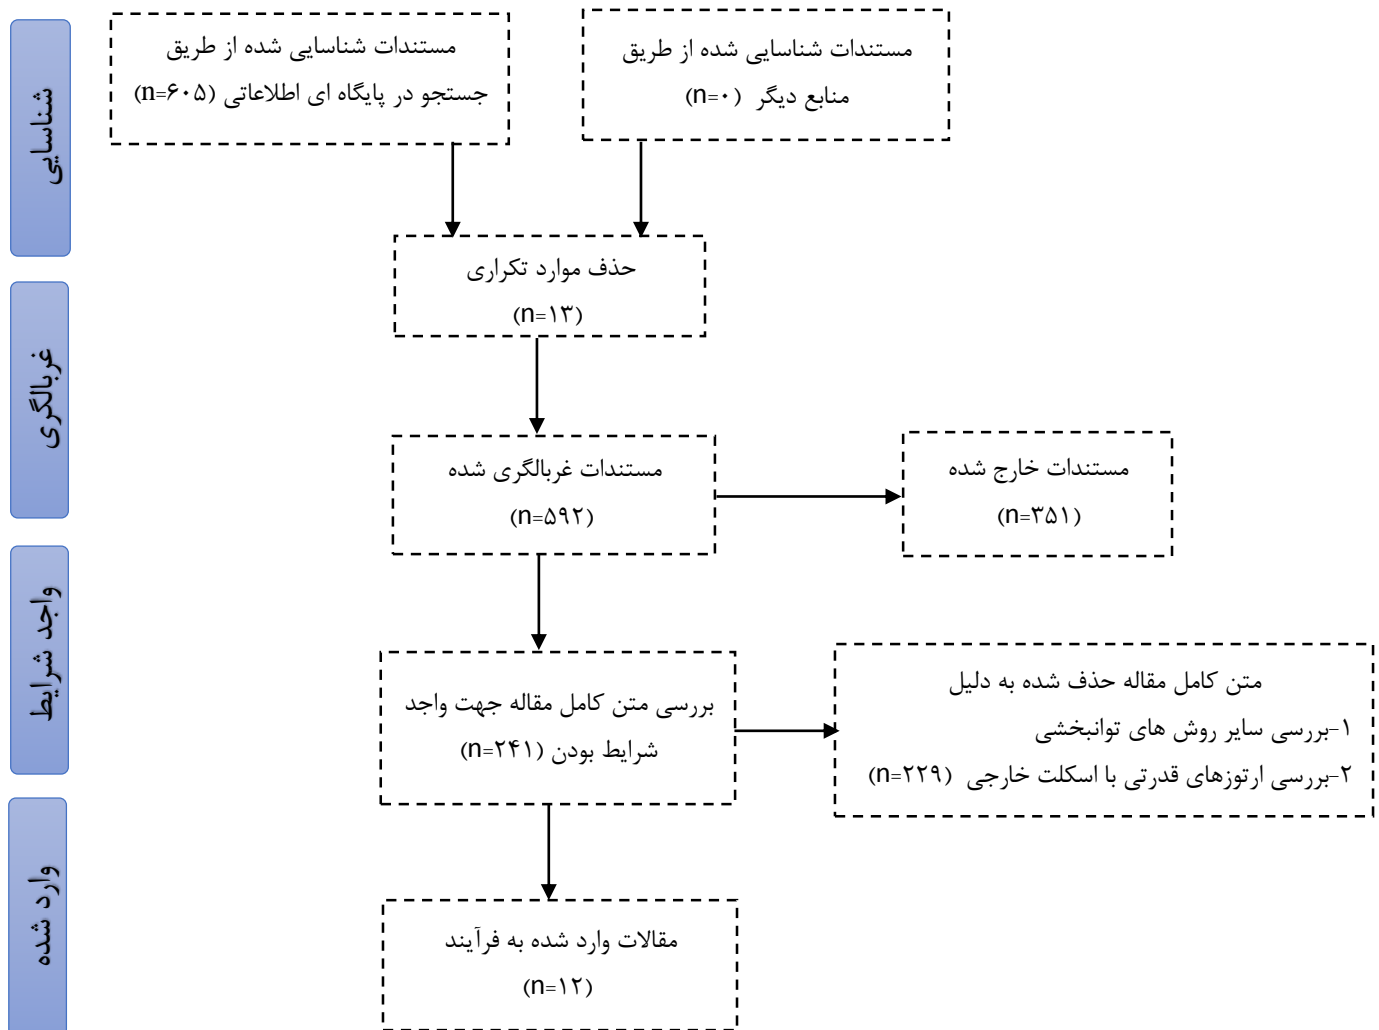 شناسایی
مستندات شناسایی شده از طریق
جستجو در پایگاه ای اطلاعاتی (n=۶۰۵)
مستندات شناسایی شده از طریق
منابع دیگر (n=۰)
حذف موارد تکراری
(n=۱۳)
غربالگری
مستندات غربالگری شده
(n=۵۹۲)
مستندات خارج شده
(n=۳۵۱)
واجد شرایط
بررسی متن کامل مقاله جهت واجد
شرایط بودن (n=۲۴۱)
متن کامل مقاله حذف شده به دلیل
۱-بررسی سایر روش های توانبخشی
۲-بررسی ارتوزهای قدرتی با اسکلت خارجی (n=۲۲۹)
وارد شده
مقالات وارد شده به فرآیند
(n=۱۲)